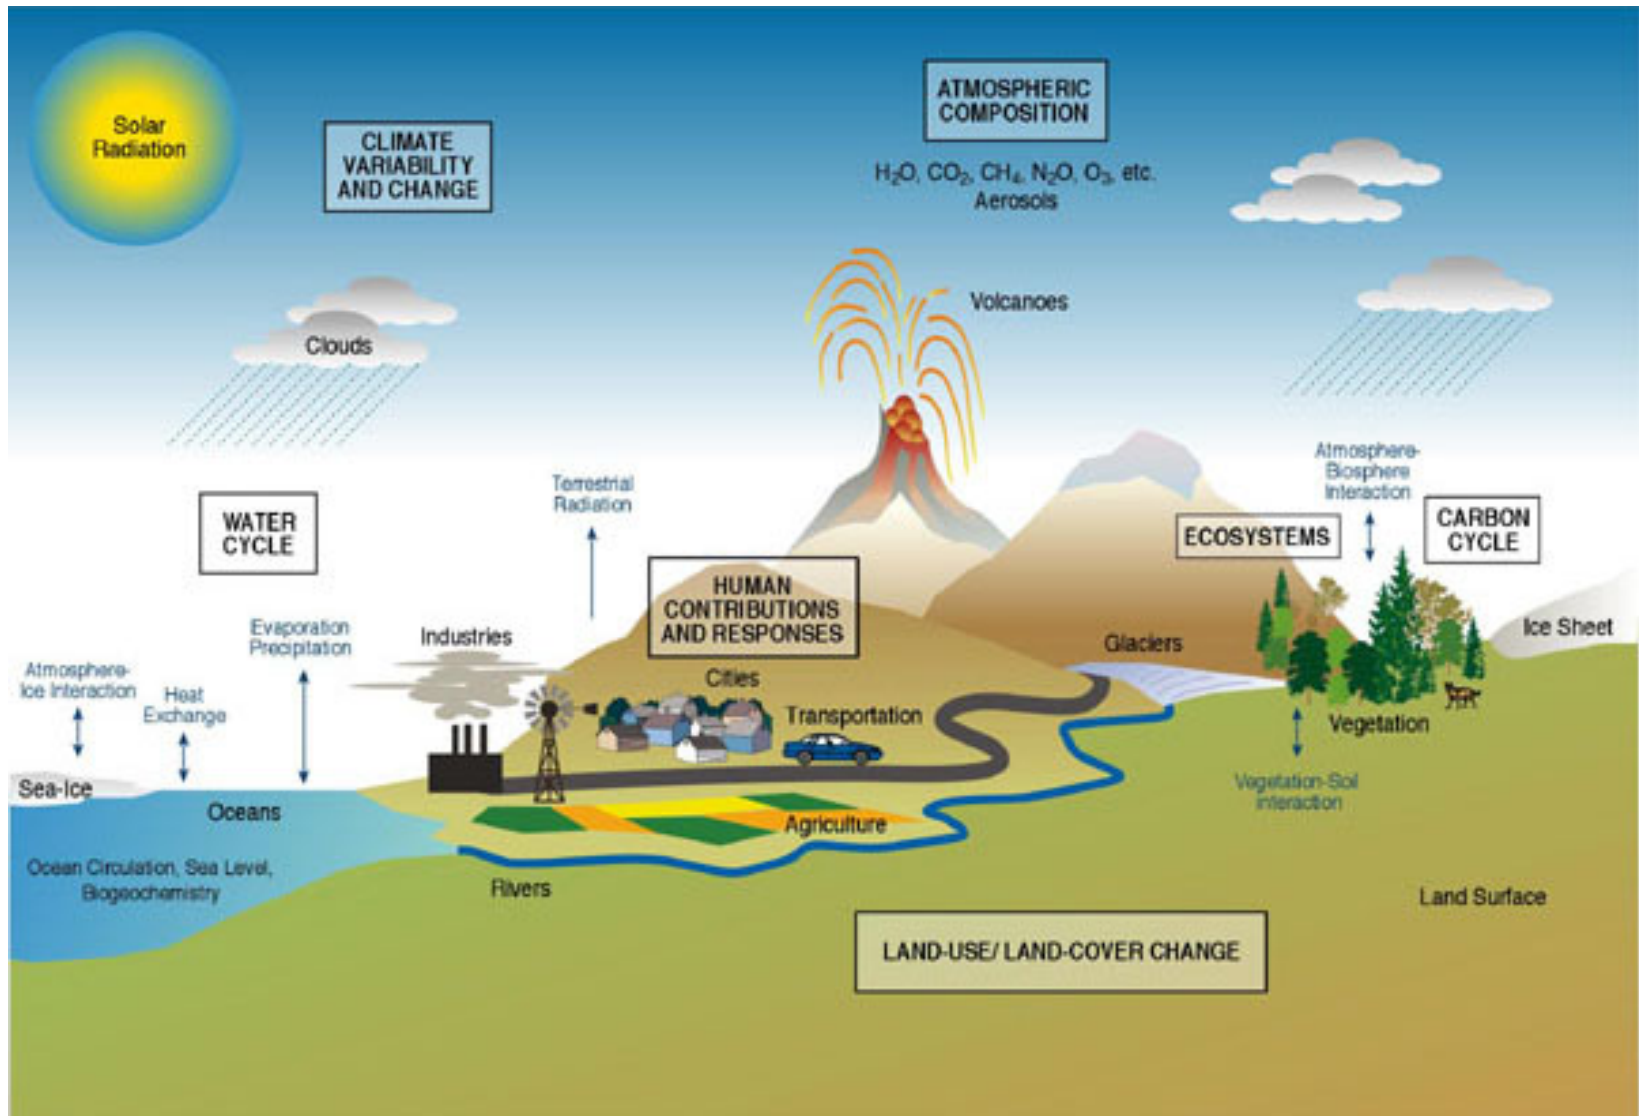 Solar
Radiation
CLIMATE
VARIABILITY
AND CHANGE
ATMOSPHERIC
COMPOSITION
H₂O, CO₂, CH₄, N₂O, O₃, etc.
Aerosols
Volcanoes
Clouds
Terrestrial
Radiation
Atmosphere-
Biosphere
Interaction
WATER
CYCLE
ECOSYSTEMS
CARBON
CYCLE
HUMAN
CONTRIBUTIONS
AND RESPONSES
Evaporation
Precipitation
Industries
Glaciers
Ice Sheet
Atmosphere-
Ice Interaction
Heat
Exchange
Cities
Transportation
Vegetation
Sea-Ice
Oceans
Agriculture
Vegetation-Soil
interaction
Ocean Circulation, Sea Level,
Biogeochemistry
Rivers
Land Surface
LAND-USE/ LAND-COVER CHANGE